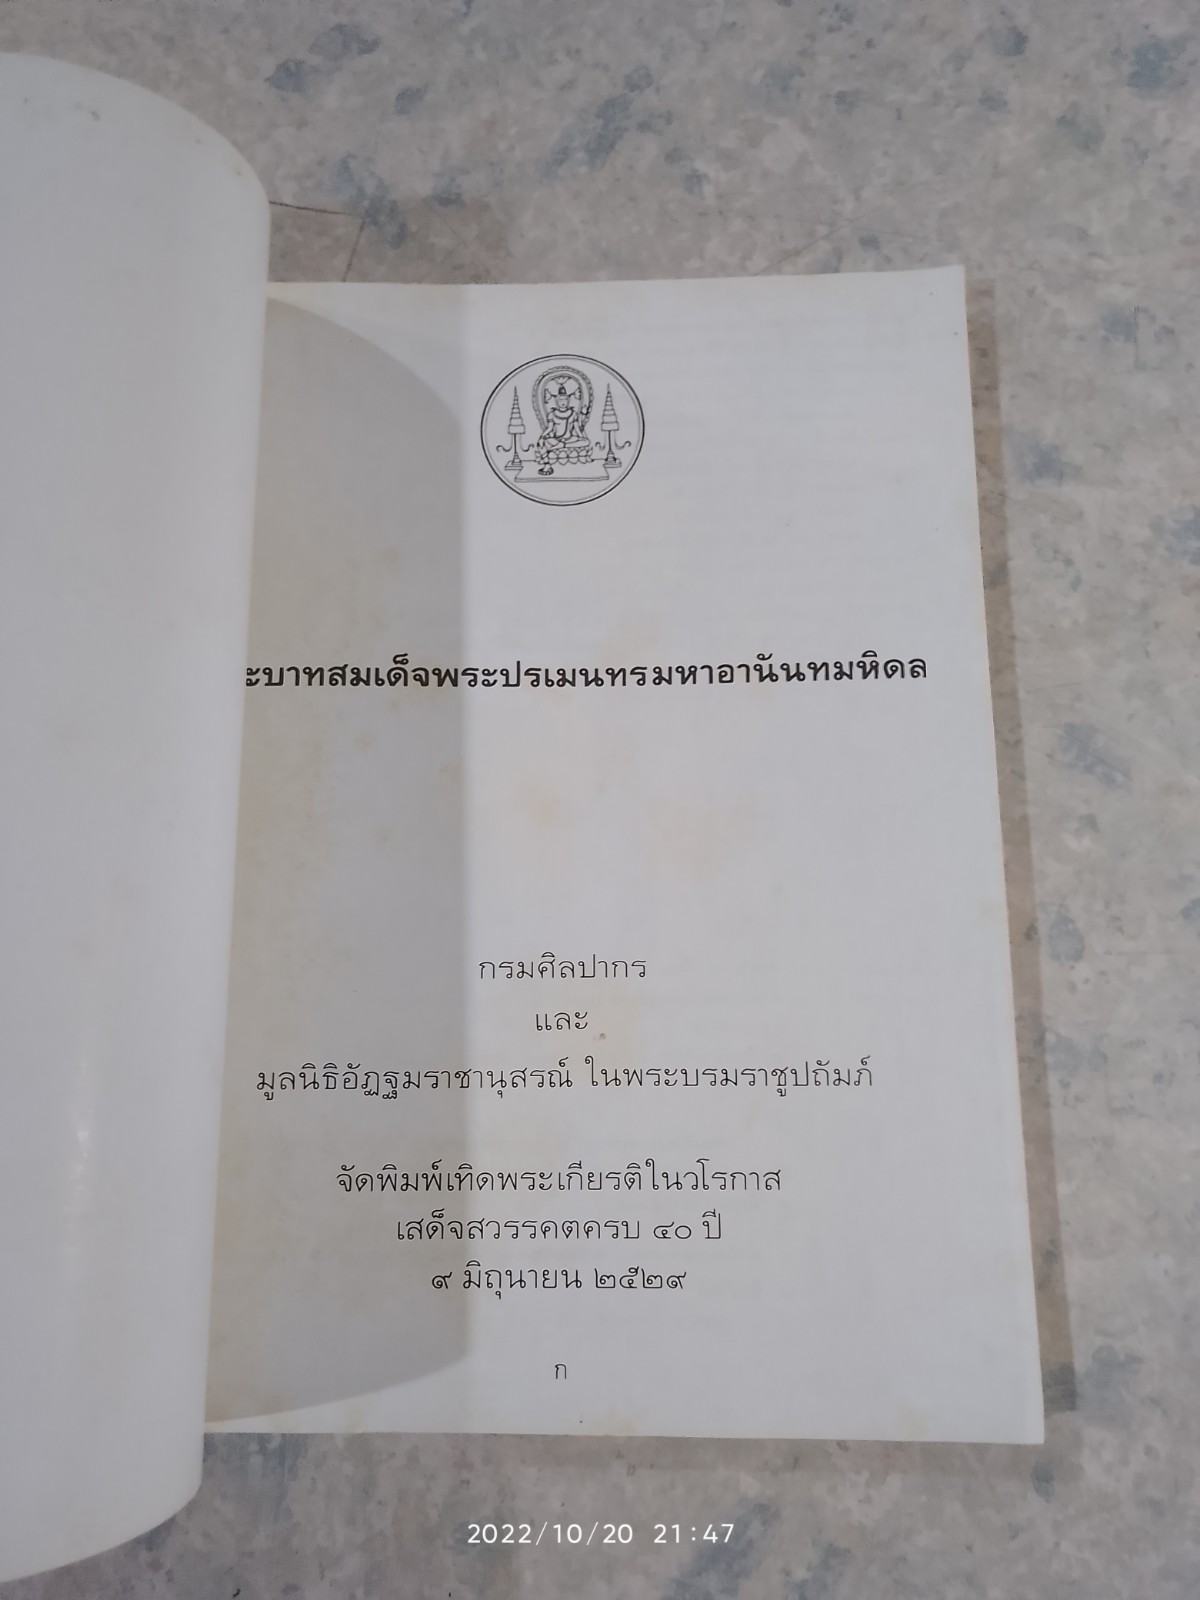 ะบาทสมเด็จพระปรเมนทรมหาอานันทมหิดล
กรมศิลปากร
และ
มูลนิธิอัฏฐมราชานุสรณ์ ในพระบรมราชูปถัมภ์
จัดพิมพ์เทิดพระเกียรติในวโรกาส
เสด็จสวรรคตครบ ๔๐ ปี
๙ มิถุนายน ๒๕๒๙
ก
2022/10/20 21:47